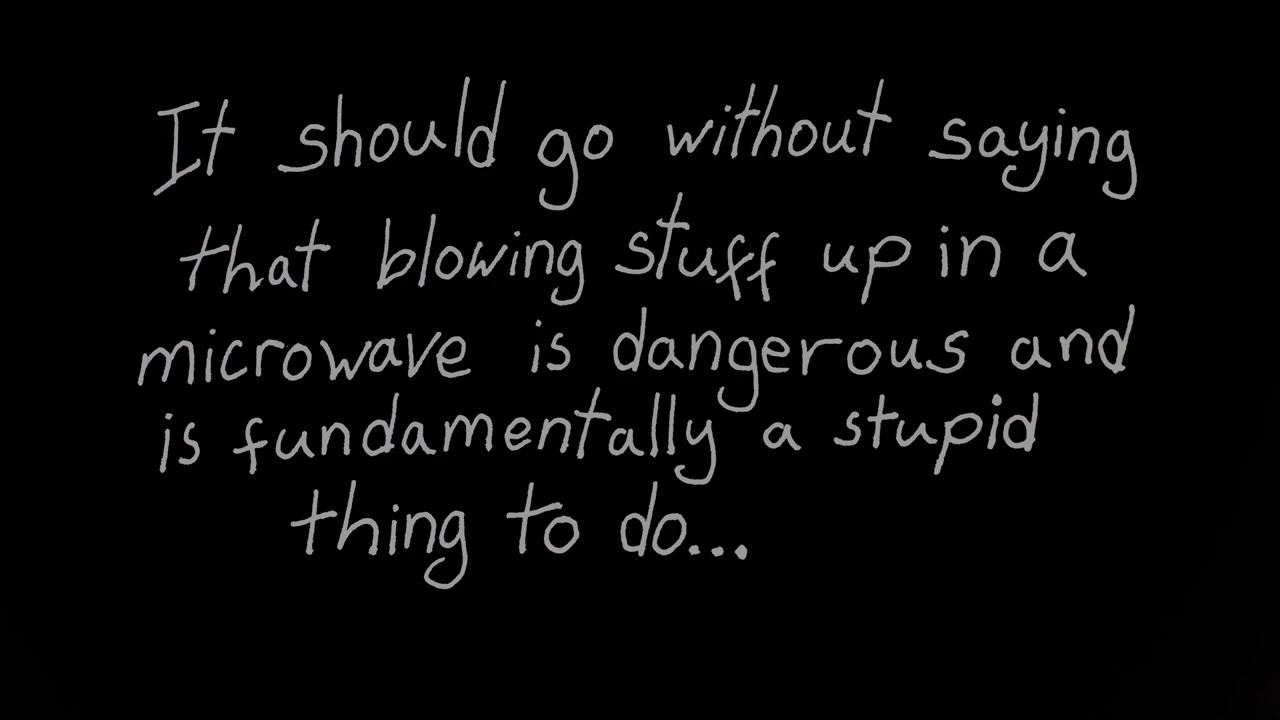 It should go without saying
that blowing stuff up in a
microwave is dangerous and
is fundamentally a stupid
thing to do...